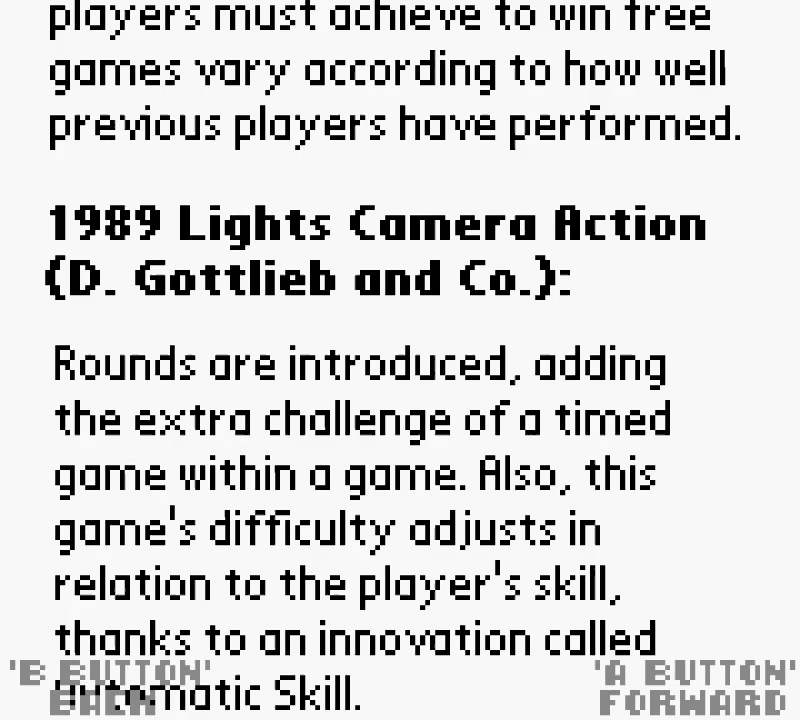 players must achieve to win free
games vary according to how well
previous players have performed.
1989 Lights Camera Action
(D. Gottlieb and Co.):
Rounds are introduced, adding
the extra challenge of a timed
game within a game. Also, this
game's difficulty adjusts in
relation to the player's skill,
thanks to an innovation called
Automatic Skill.
'B BUTTON'
BACK
'A BUTTON'
FORWARD